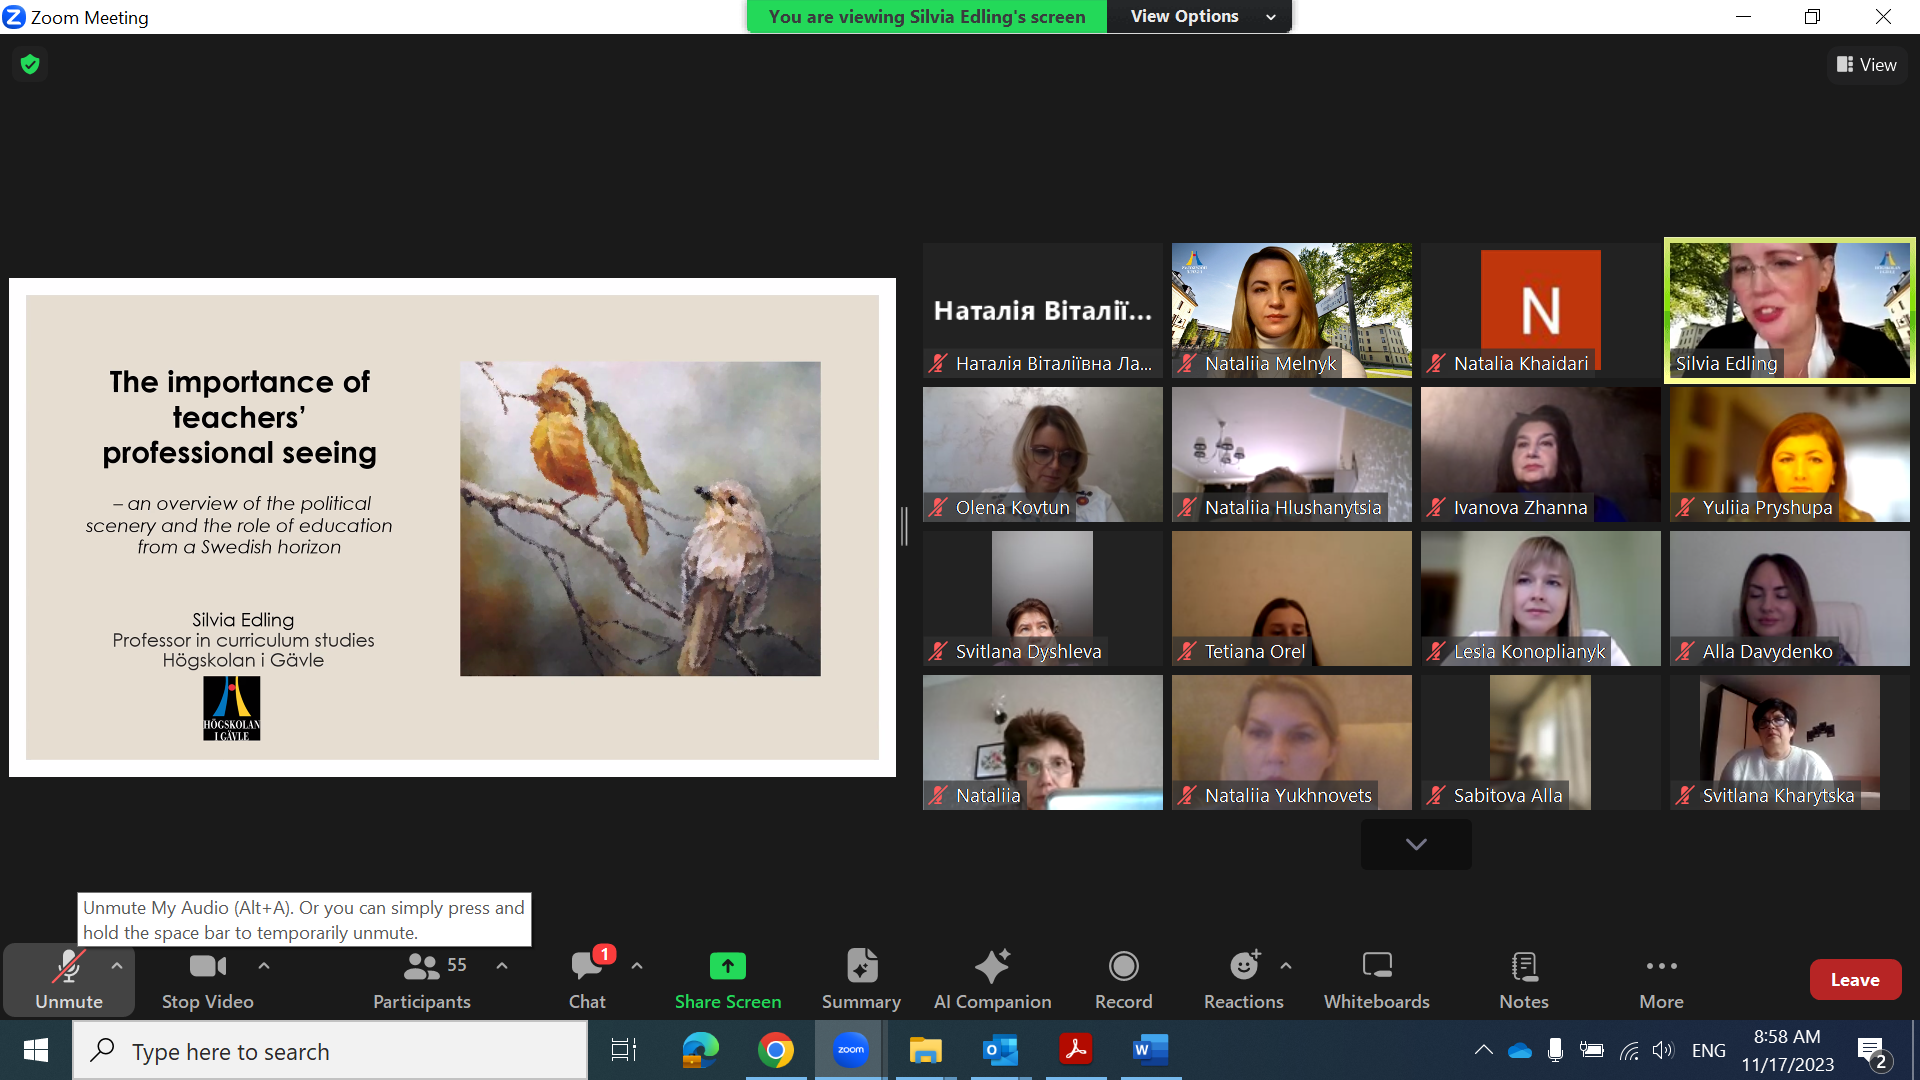 Zoom Meeting
You are viewing Silvia Edling's screen
View Options
View
The importance of
teachers’
professional seeing
– an overview of the political
scenery and the role of education
from a Swedish horizon
Silvia Edling
Professor in curriculum studies
Högskolan i Gävle
HÖGSKOLAN
I GÄVLE
Наталія Віталії...
Наталія Віталіївна Ла...
Nataliia Melnyk
N
Natalia Khaidari
Silvia Edling
Olena Kovtun
Nataliia Hlushanytsia
Ivanova Zhanna
Yuliia Pryshupa
Svitlana Dyshleva
Tetiana Orel
Lesia Konoplianyk
Alla Davydenko
Nataliia
Nataliia Yukhnovets
Sabitova Alla
Svitlana Kharytska
Unmute My Audio (Alt+A). Or you can simply press and
hold the space bar to temporarily unmute.
Unmute
Stop Video
55
Participants
1
Chat
Share Screen
Summary
AI Companion
Record
Reactions
Whiteboards
Notes
More
Leave
Type here to search
zoom
ENG
8:58 AM
11/17/2023
2